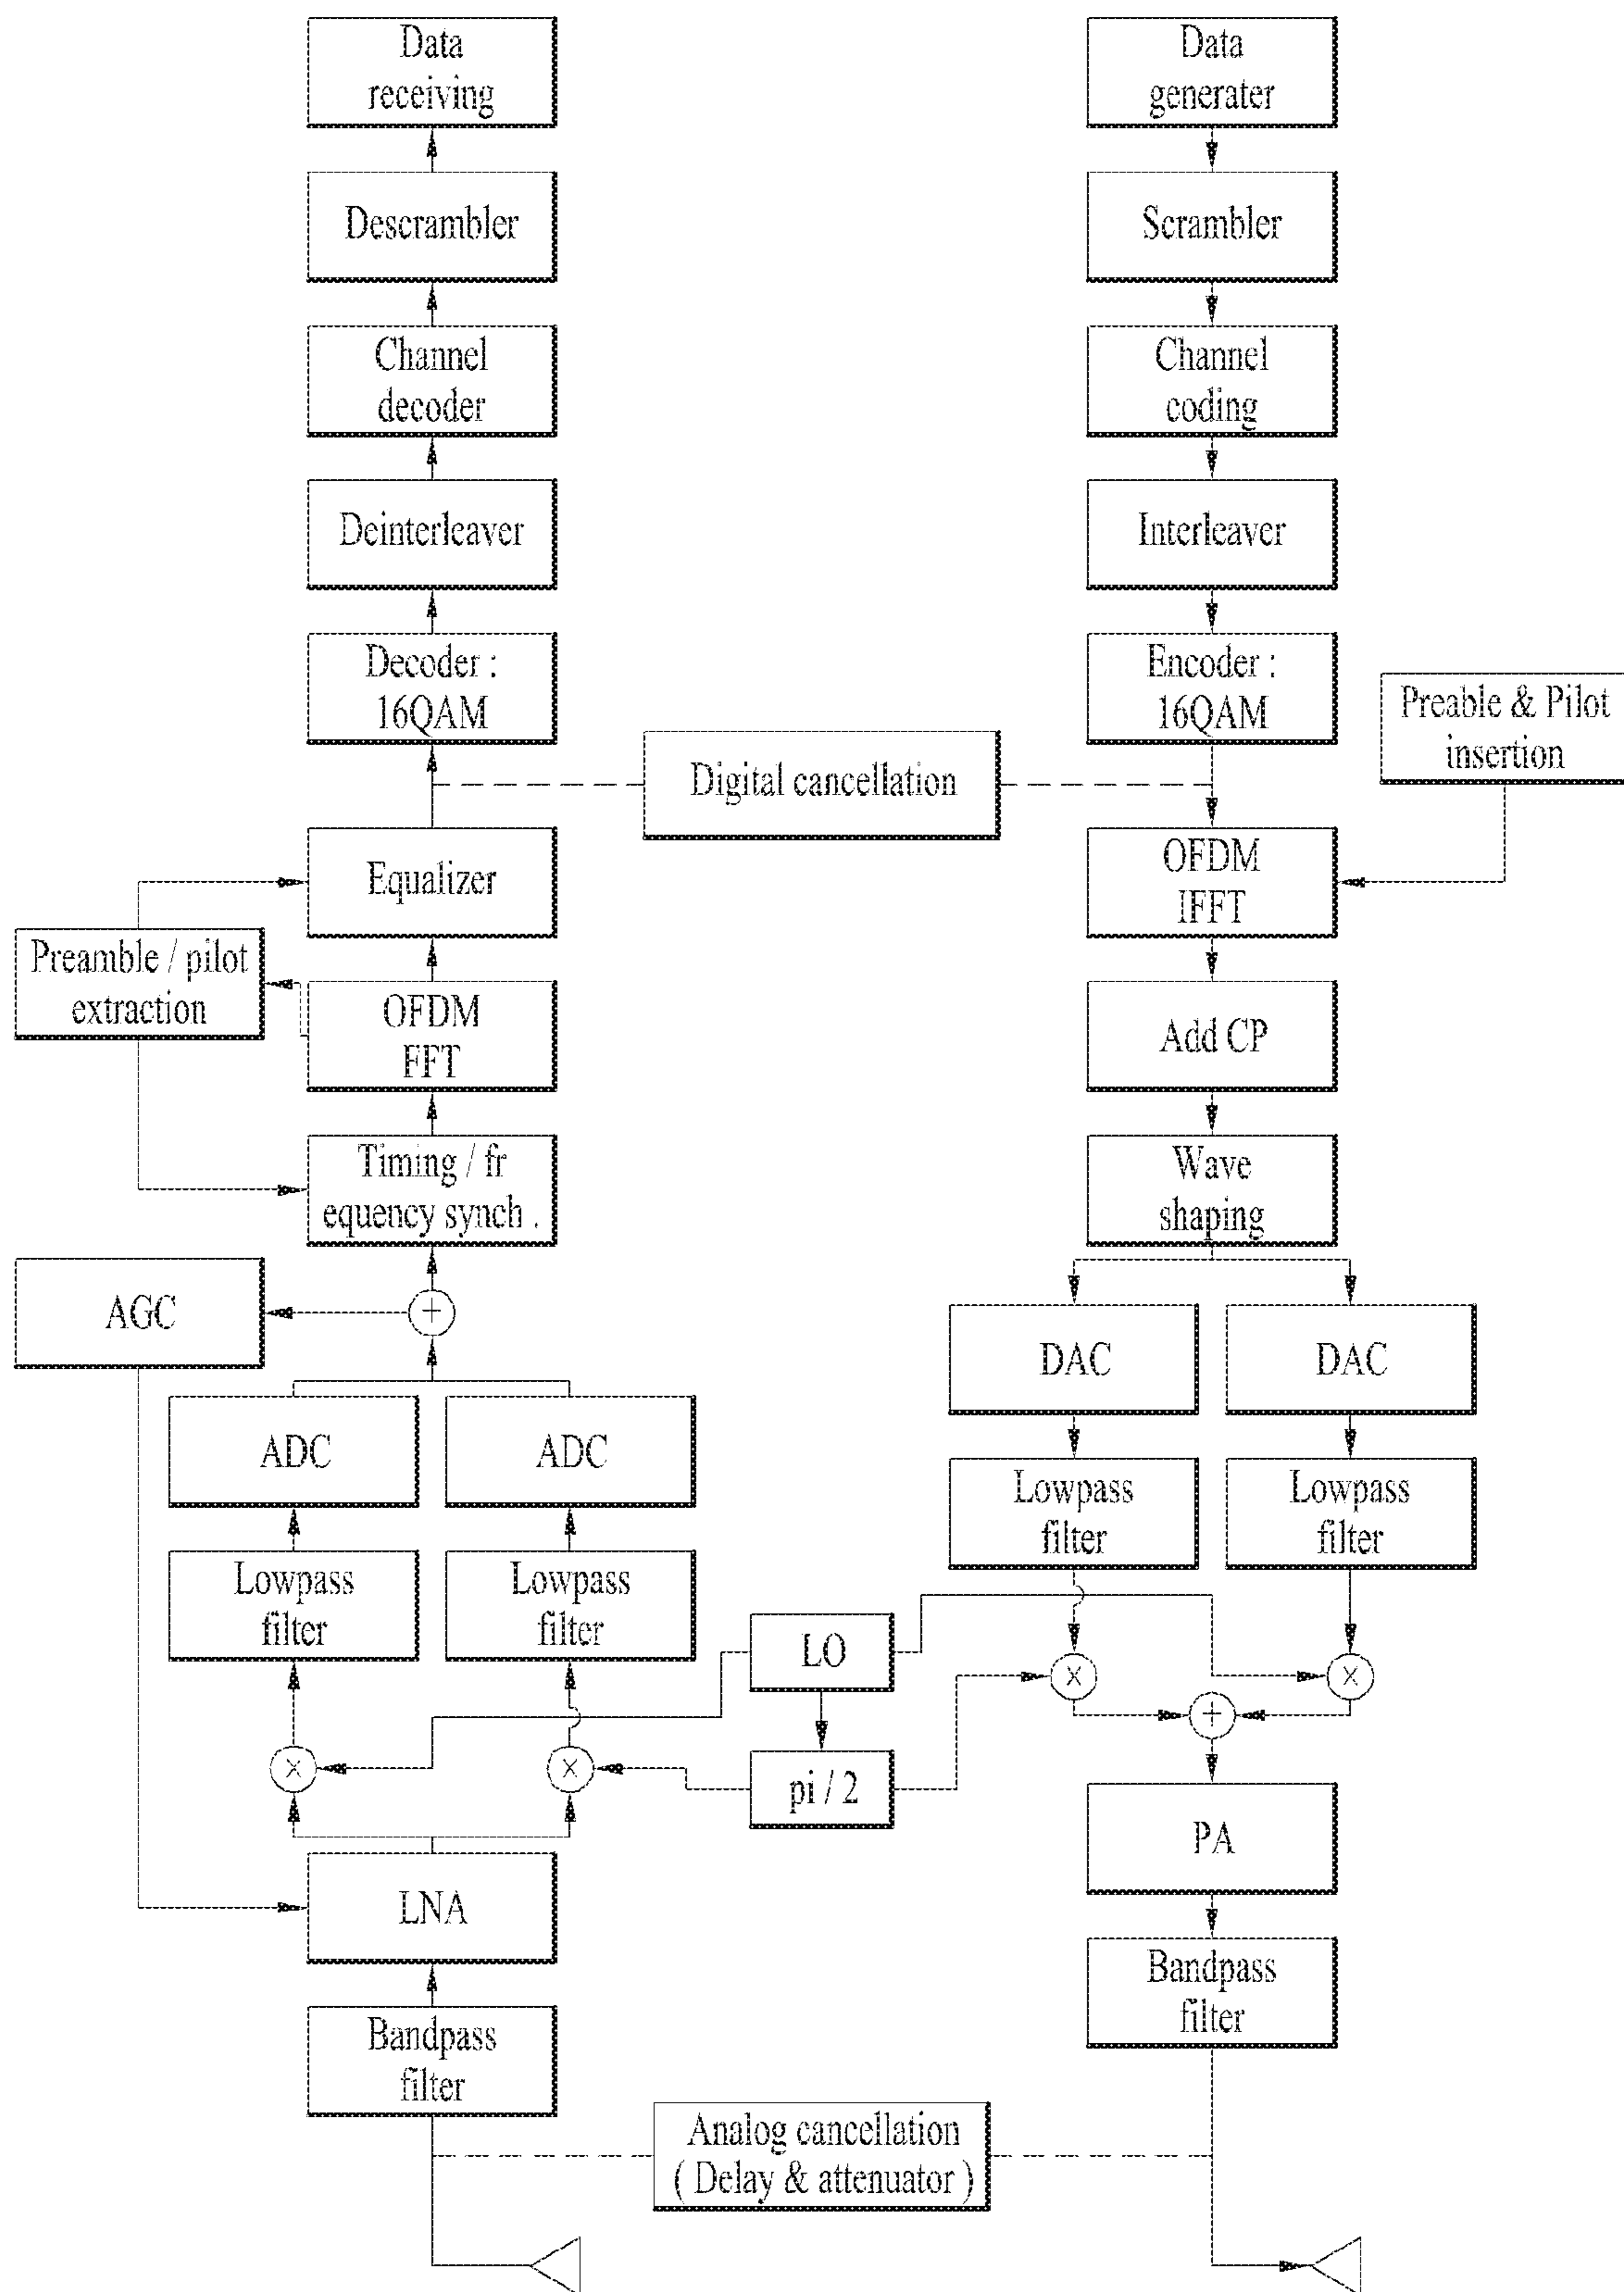 Data
receiving
Data
generater
Descrambler
Scrambler
Channel
decoder
Channel
coding
Deinterleaver
Interleaver
Decoder :
16QAM
Encoder :
16QAM
Preable & Pilot
insertion
Digital cancellation
Equalizer
OFDM
IFFT
Preamble / pilot
extraction
OFDM
FFT
Add CP
Timing / fr
equency synch .
Wave
shaping
AGC
+
DAC
DAC
ADC
ADC
Lowpass
filter
Lowpass
filter
Lowpass
filter
Lowpass
filter
LO
X
X
+
X
X
pi / 2
PA
LNA
Bandpass
filter
Bandpass
filter
Analog cancellation
( Delay & attenuator )